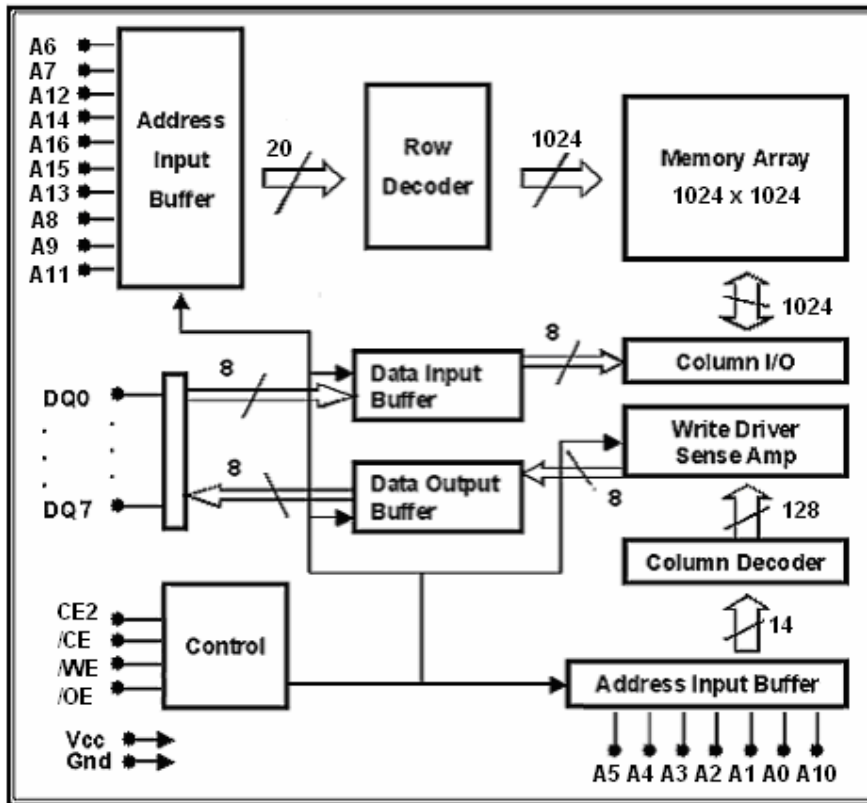 A6
A7
A12
A14
A16
A15
A13
A8
A9
A11
Address
Input
Buffer
20
Row
Decoder
1024
Memory Array
1024 x 1024
1024
DQ0
.
.
.
.
DQ7
8
Data Input
Buffer
8
Column I/O
8
Data Output
Buffer
8
Write Driver
Sense Amp
128
Column Decoder
14
CE2
/CE
/WE
/OE
Control
Address Input Buffer
Vcc
Gnd
A5 A4 A3 A2 A1 A0 A10